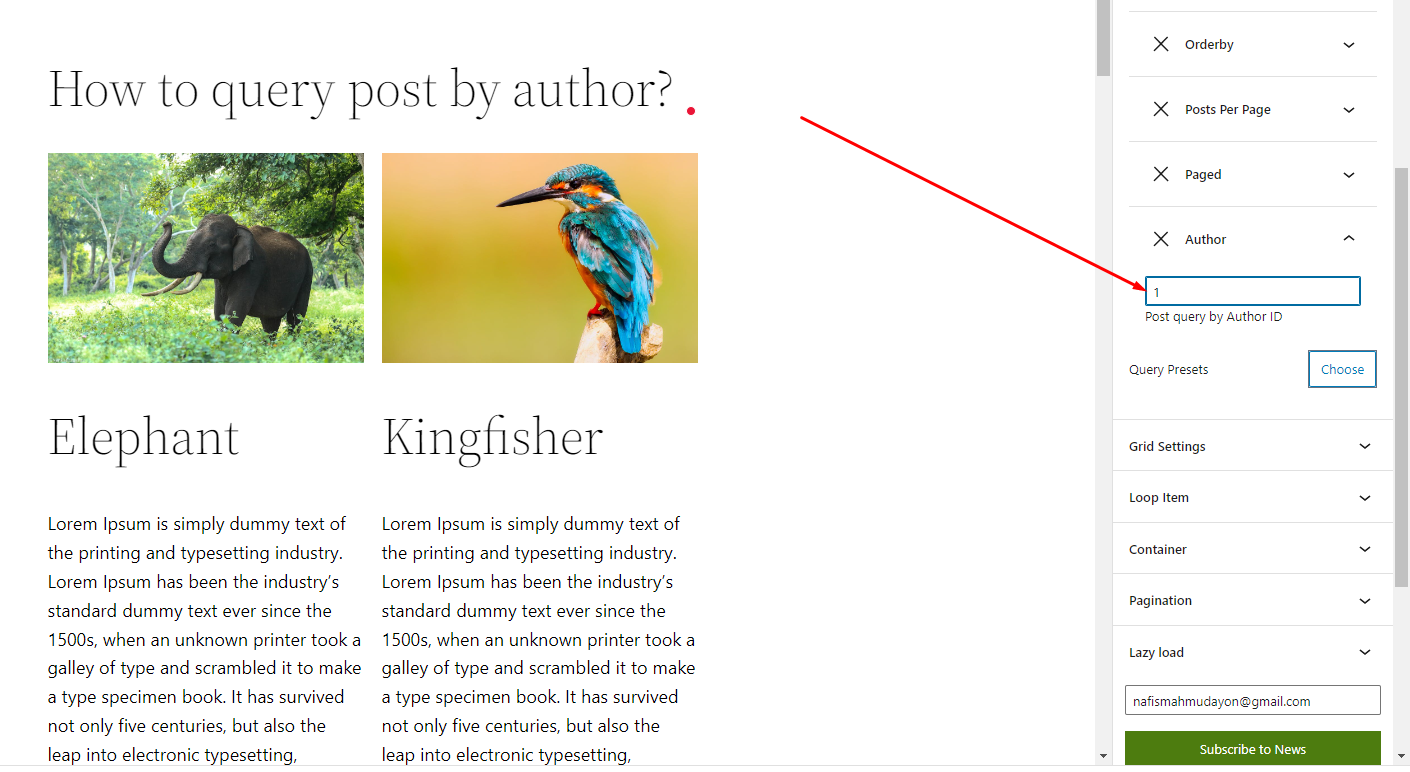 How to query post by author?
Elephant
Lorem Ipsum is simply dummy text of
the printing and typesetting industry.
Lorem Ipsum has been the industry’s
standard dummy text ever since the
1500s, when an unknown printer took a
galley of type and scrambled it to make
a type specimen book. It has survived
not only five centuries, but also the
leap into electronic typesetting,
Kingfisher
Lorem Ipsum is simply dummy text of
the printing and typesetting industry.
Lorem Ipsum has been the industry’s
standard dummy text ever since the
1500s, when an unknown printer took a
galley of type and scrambled it to make
a type specimen book. It has survived
not only five centuries, but also the
leap into electronic typesetting,
Orderby
Posts Per Page
Paged
Author
1
Post query by Author ID
Query Presets
Choose
Grid Settings
Loop Item
Container
Pagination
Lazy load
nafismahmudayon@gmail.com
Subscribe to News